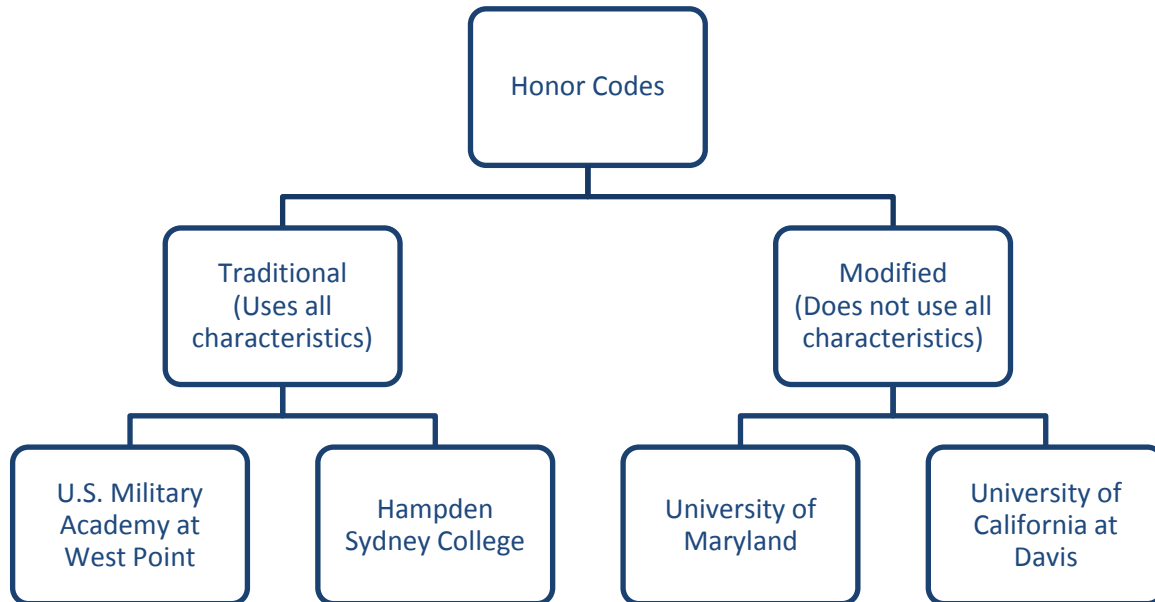 Honor Codes
Traditional
(Uses all
characteristics)
Modified
(Does not use all
characteristics)
U.S. Military
Academy at
West Point
Hampden
Sydney College
University of
Maryland
University of
California at
Davis